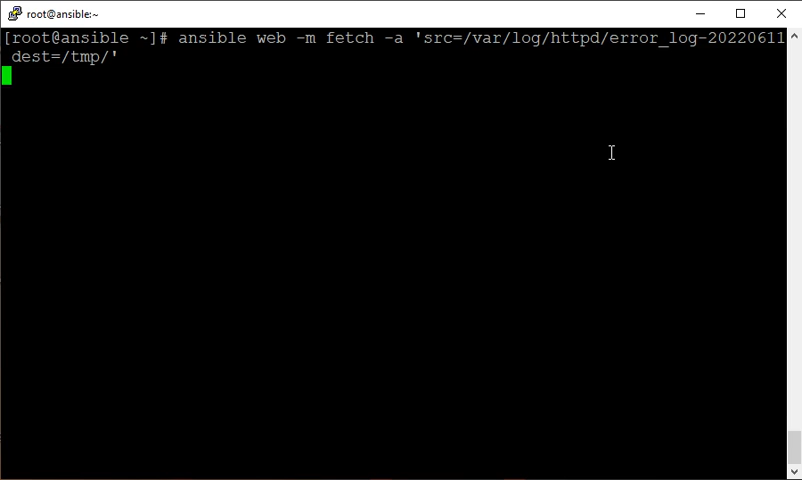 root@ansible:~
[root@ansible ~]# ansible web -m fetch -a 'src=/var/log/httpd/error_log-20220611
dest=/tmp/'